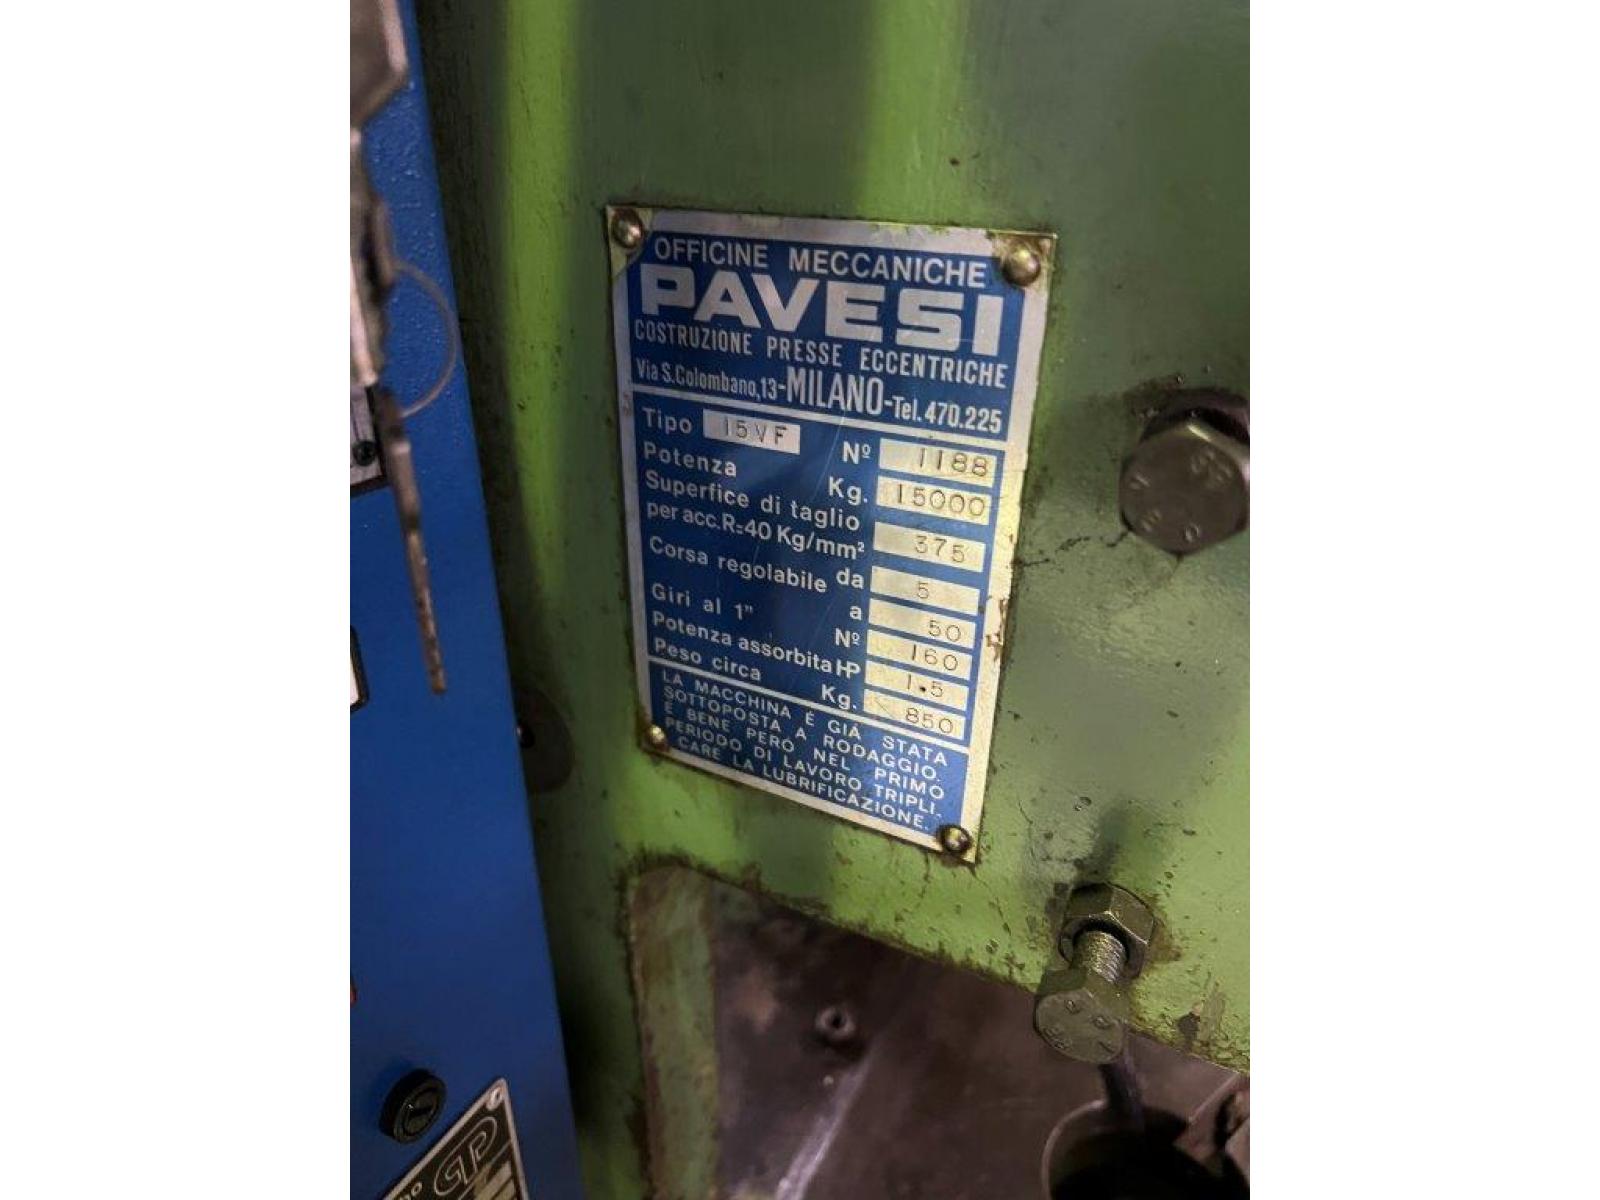 OFFICINE MECCANICHE
PAVESI
COSTRUZIONE PRESSE ECCENTRICHE
Via S.Colombano,13-MILANO-Tel.470.225
Tipo 15VF Nº 1188
Potenza Kg. 15000
Superfice di taglio
per acc.R=40 Kg/mm² 375
Corsa regolabile da 5
a 50
Giri al 1" Nº 160
Potenza assorbita HP 1.5
Peso circa Kg. 850
LA MACCHINA É GIÁ STATA
SOTTOPOSTA A RODAGGIO.
É BENE PERÓ NEL PRIMO
PERIODO DI LAVORO TRIPLI-
CARE LA LUBRIFICAZIONE.